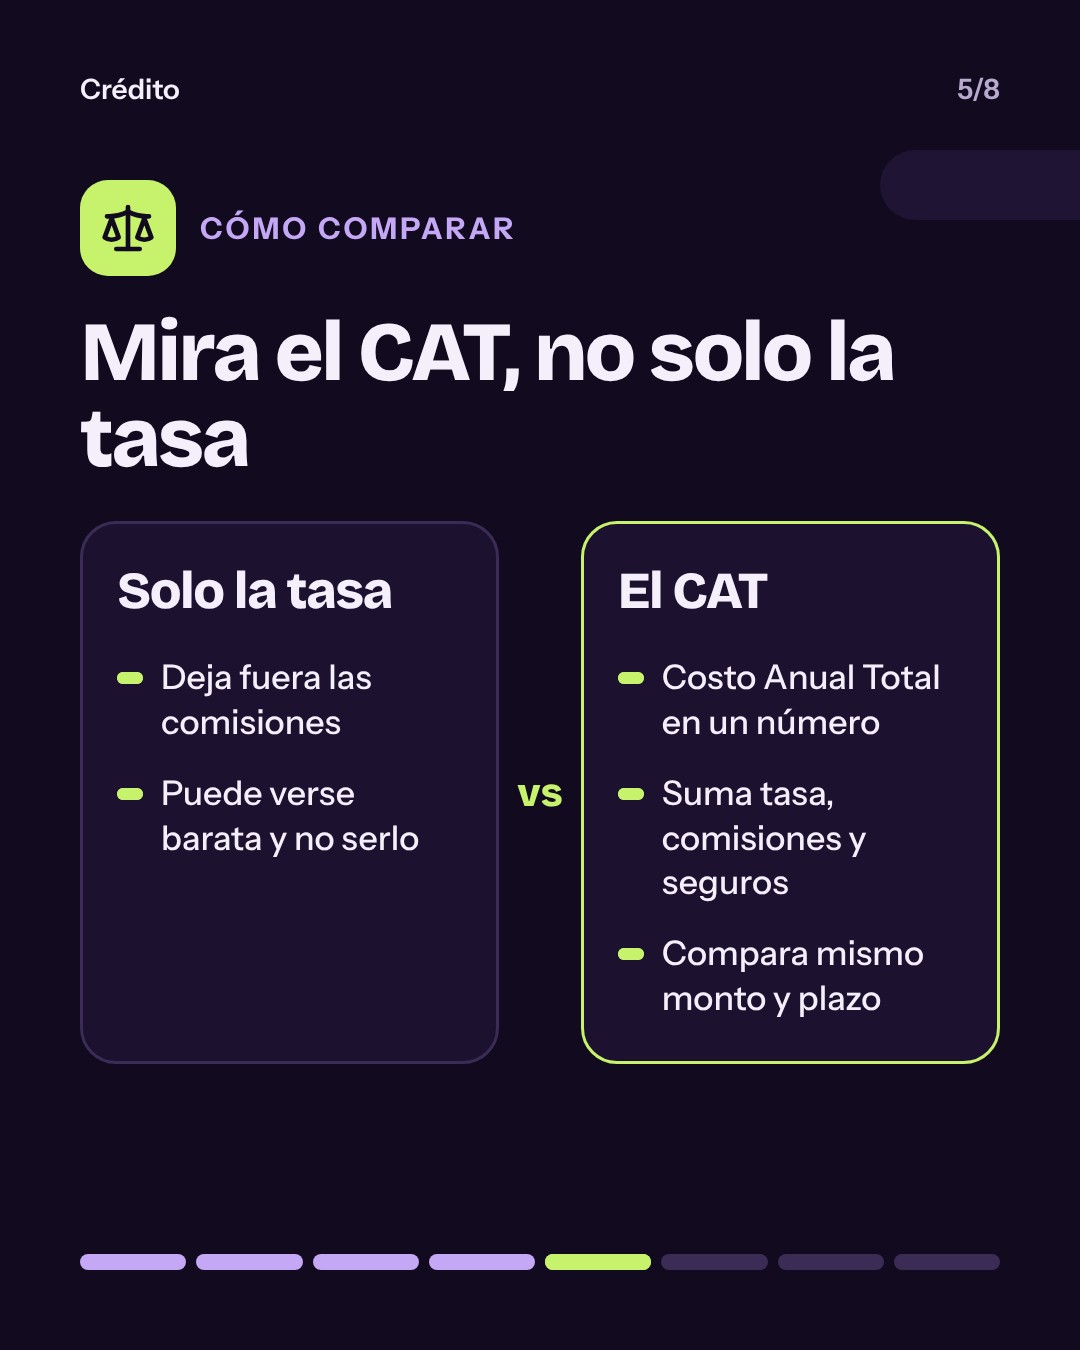 Crédito
5/8
CÓMO COMPARAR
Mira el CAT, no solo la
tasa
Solo la tasa
Deja fuera las
comisiones
Puede verse
barata y no serlo
vs
El CAT
Costo Anual Total
en un número
Suma tasa,
comisiones y
seguros
Compara mismo
monto y plazo